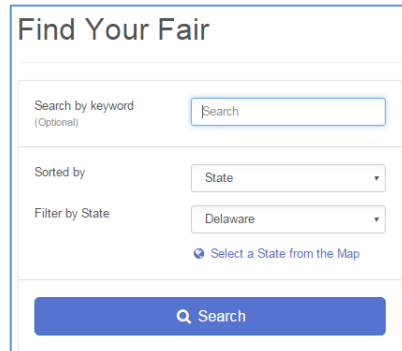 Find Your Fair
Search by keyword
(Optional)
Search
Sorted by
State
Filter by State
Delaware
Select a State from the Map
Search